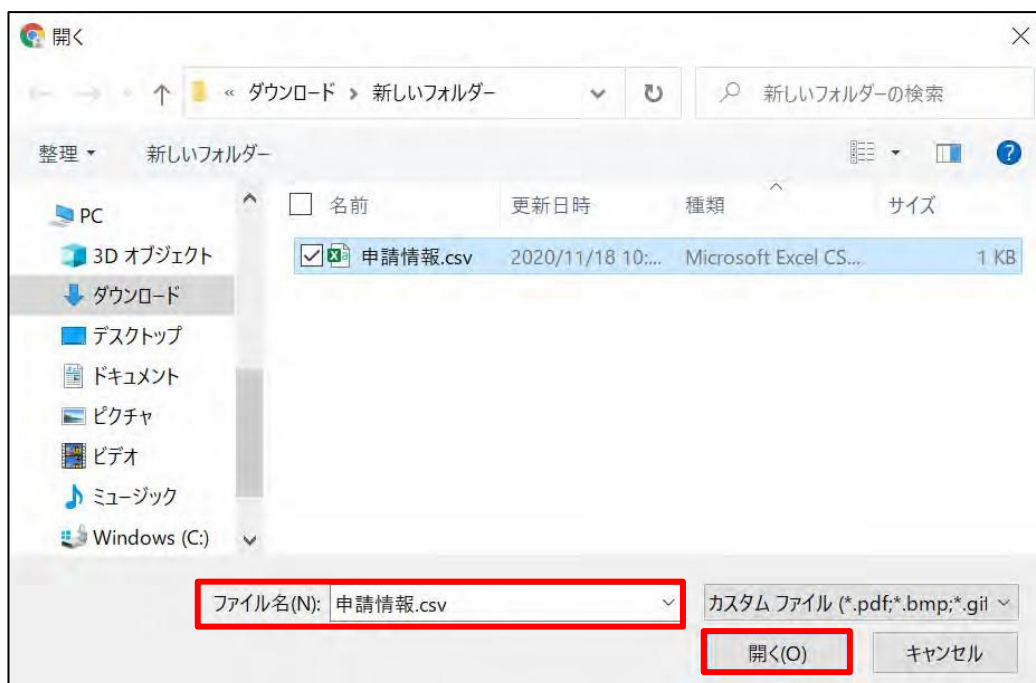 開く
« ダウンロード › 新しいフォルダー
新しいフォルダーの検索
整理
新しいフォルダー
PC
3D オブジェクト
ダウンロード
デスクトップ
ドキュメント
ピクチャ
ビデオ
ミュージック
Windows (C:)
名前 更新日時 種類 サイズ
申請情報.csv 2020/11/18 10:... Microsoft Excel CS... 1 KB
ファイル名(N): 申請情報.csv
カスタム ファイル (*.pdf;*.bmp;*.gif
開く(O) キャンセル